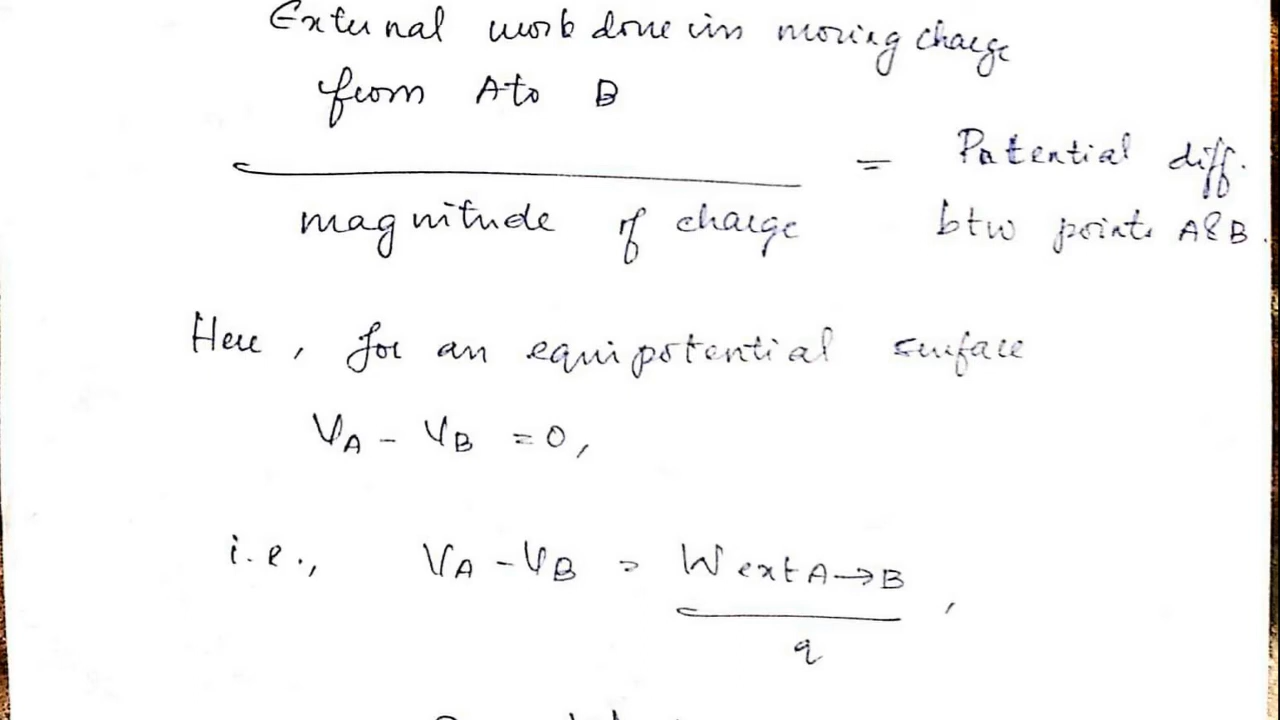 External work done in moving charge
from A to B
magnitude of charge
= Potential diff.
btw points A&B.
Here, for an equipotential surface
VA - VB = 0,
i.e., VA - VB = Wext A→B
q ,